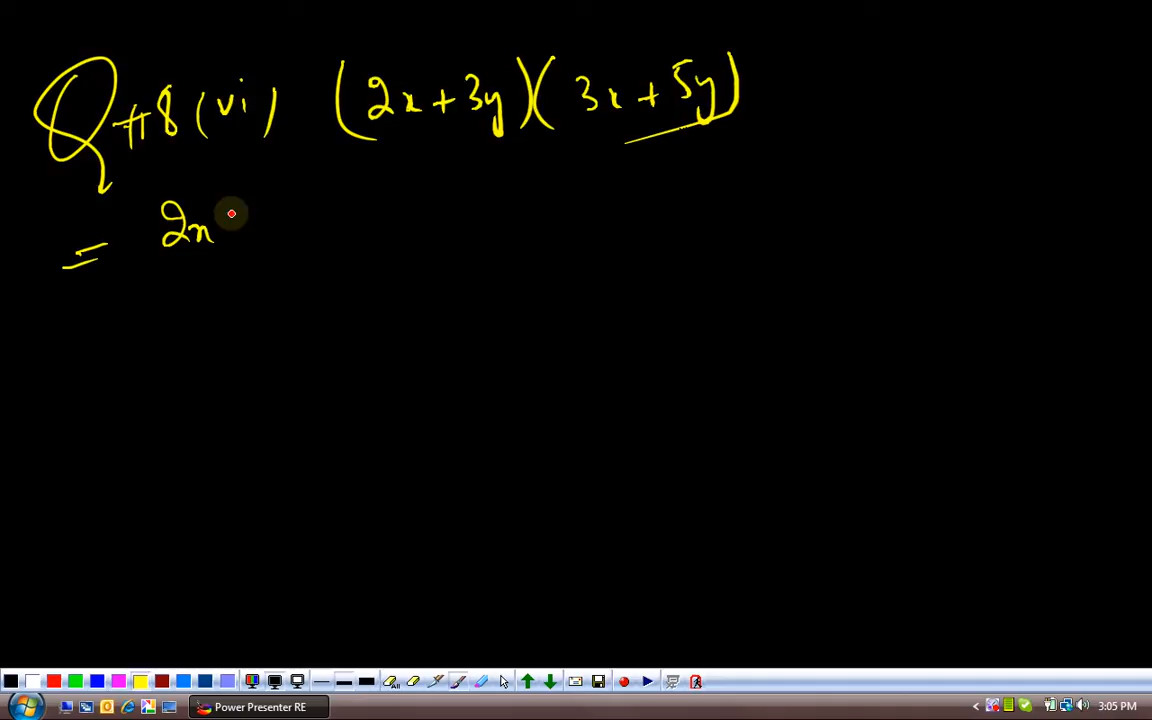 Q#8(vi) (2x+3y)(3x+5y)
= 2x
Power Presenter RE
3:05 PM